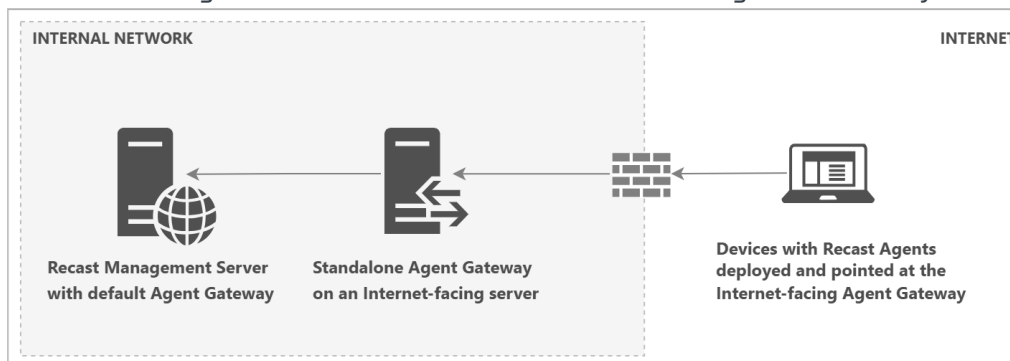 INTERNAL NETWORK
INTERNET
Recast Management Server
with default Agent Gateway
Standalone Agent Gateway
on an Internet-facing server
Devices with Recast Agents
deployed and pointed at the
Internet-facing Agent Gateway